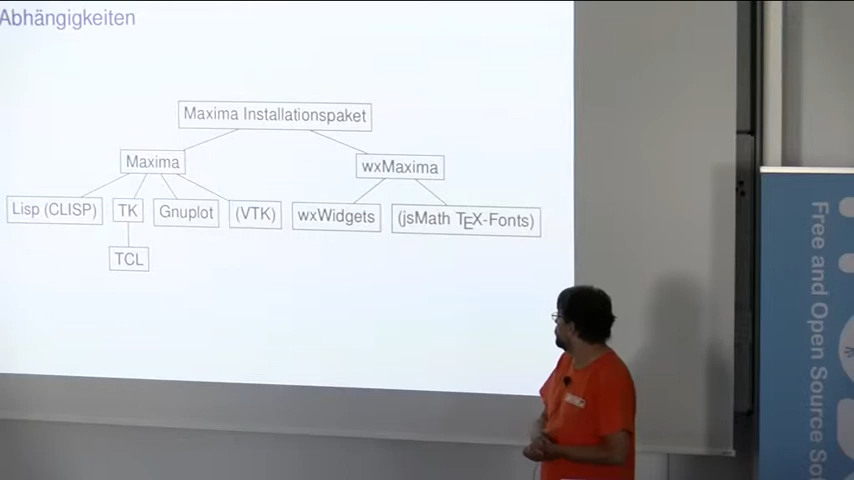 Abhängigkeiten
Maxima Installationspaket
Maxima
wxMaxima
Lisp (CLISP)
TK
Gnuplot
(VTK)
wxWidgets
(jsMath TEX-Fonts)
TCL
Free and Open Source